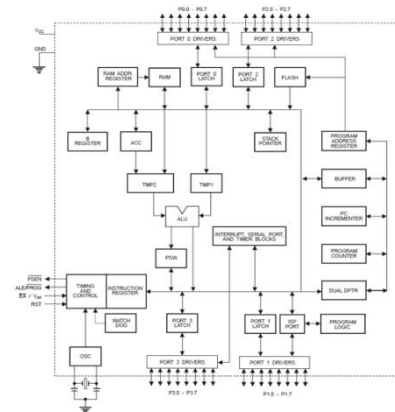 P0.0 - P0.7
P2.0 - P2.7
PORT 0 DRIVERS
PORT 2 DRIVERS
VCC
GND
RAM ADDR.
REGISTER
RAM
PORT 0
LATCH
PORT 2
LATCH
FLASH
B
REGISTER
ACC
STACK
POINTER
PROGRAM
ADDRESS
REGISTER
TMP2
TMP1
BUFFER
ALU
PC
INCREMENTER
INTERRUPT, SERIAL PORT,
AND TIMER BLOCKS
PSW
PROGRAM
COUNTER
PSEN
ALE/PROG
EA / VPP
RST
TIMING
AND
CONTROL
INSTRUCTION
REGISTER
DUAL DPTR
WATCH
DOG
PORT 3
LATCH
PORT 1
LATCH
ISP
PORT
PROGRAM
LOGIC
OSC
PORT 3 DRIVERS
PORT 1 DRIVERS
P3.0 - P3.7
P1.0 - P1.7